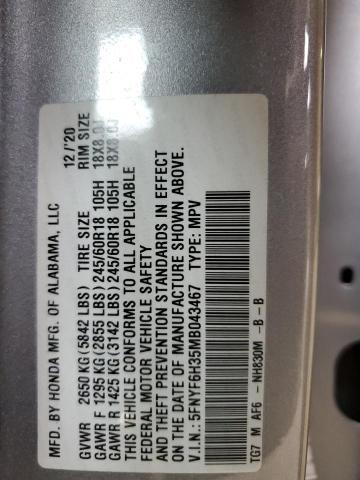 MFD. BY HONDA MFG. OF ALABAMA, LLC 12/'20
GVWR 2650 KG(5842 LBS) TIRE SIZE RIM SIZE
GAWR F 1295 KG(2855 LBS)245/60R18 105H 18X8.0J
GAWR R 1425 KG(3142 LBS)245/60R18 105H 18X8.0J
THIS VEHICLE CONFORMS TO ALL APPLICABLE
FEDERAL MOTOR VEHICLE SAFETY
AND THEFT PREVENTION STANDARDS IN EFFECT
ON THE DATE OF MANUFACTURE SHOWN ABOVE.
V.I.N.: 5FNYF6H35MB043467 TYPE: MPV
TG7 M AF6 - NH830M -B -B